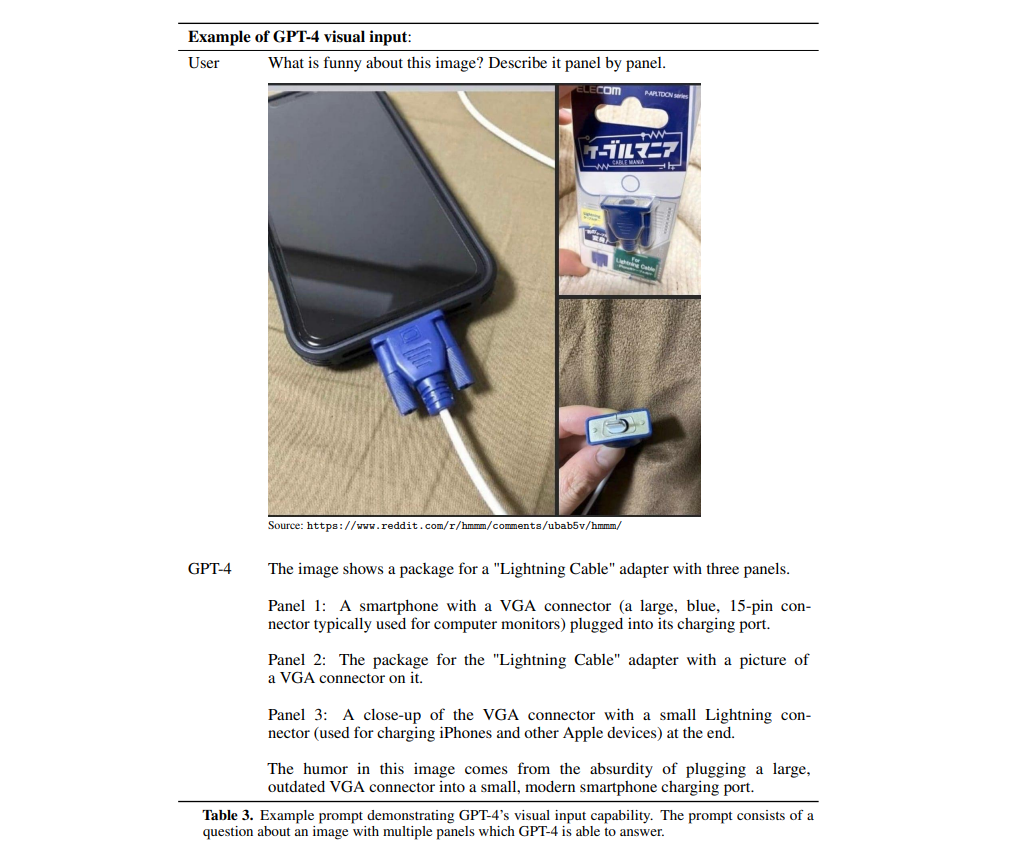 Example of GPT-4 visual input:
User What is funny about this image? Describe it panel by panel.
ELECOM P-APLTDCN series
ケーブルマニア
CABLE MANIA
Lightning
変換!
For
Lightning Cable
Source: https://www.reddit.com/r/hmmm/comments/ubab5v/hmmm/
GPT-4 The image shows a package for a "Lightning Cable" adapter with three panels.
Panel 1: A smartphone with a VGA connector (a large, blue, 15-pin con-
nector typically used for computer monitors) plugged into its charging port.
Panel 2: The package for the "Lightning Cable" adapter with a picture of
a VGA connector on it.
Panel 3: A close-up of the VGA connector with a small Lightning con-
nector (used for charging iPhones and other Apple devices) at the end.
The humor in this image comes from the absurdity of plugging a large,
outdated VGA connector into a small, modern smartphone charging port.
Table 3. Example prompt demonstrating GPT-4's visual input capability. The prompt consists of a
question about an image with multiple panels which GPT-4 is able to answer.